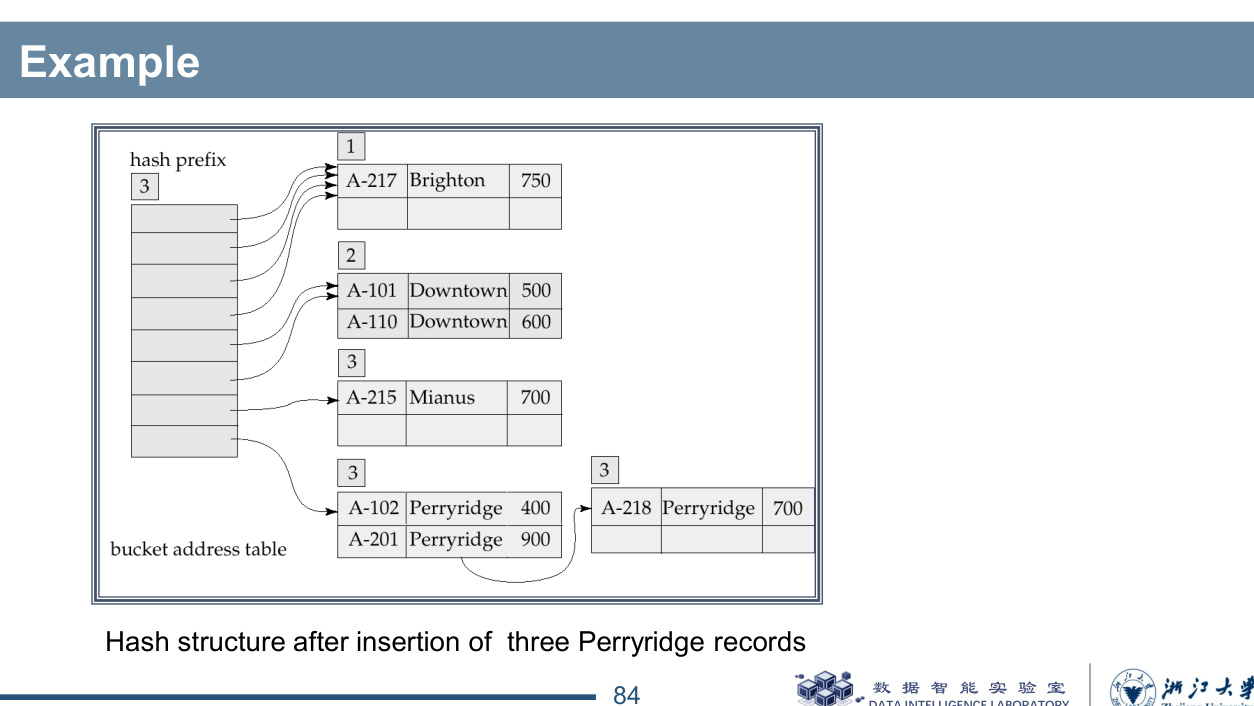 Example
hash prefix
3
1
A-217 Brighton 750
2
A-101 Downtown 500
A-110 Downtown 600
3
A-215 Mianus 700
3
A-102 Perryridge 400
A-201 Perryridge 900
3
A-218 Perryridge 700
bucket address table
Hash structure after insertion of three Perryridge records
84
数据智能实验室
DATA INTELLIGENCE LABORATORY
浙江大学
Zhejiang University